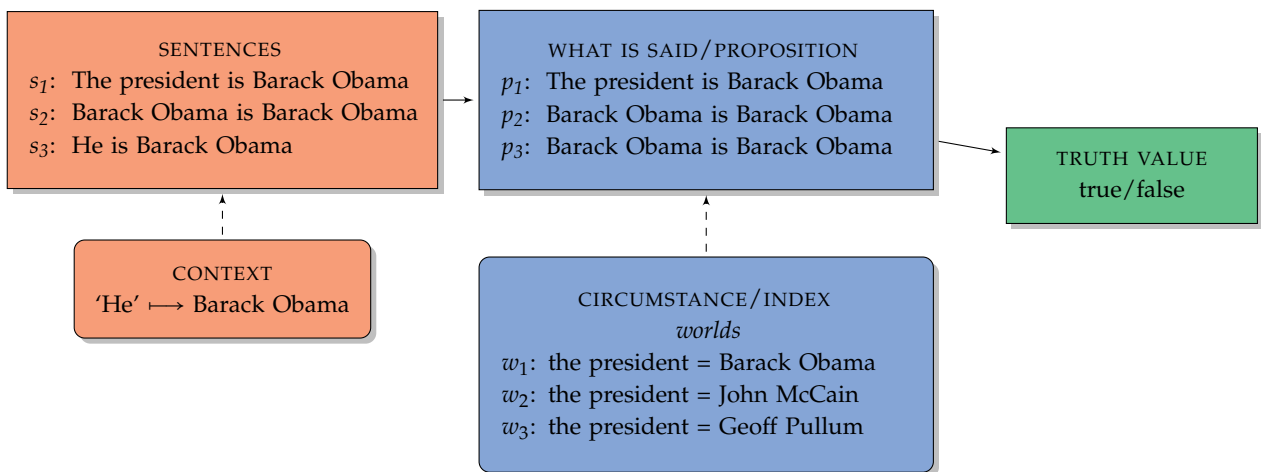 SENTENCES
s1: The president is Barack Obama
s2: Barack Obama is Barack Obama
s3: He is Barack Obama
CONTEXT
‘He’ ⟼ Barack Obama
WHAT IS SAID/PROPOSITION
p1: The president is Barack Obama
p2: Barack Obama is Barack Obama
p3: Barack Obama is Barack Obama
CIRCUMSTANCE/INDEX
worlds
w1: the president = Barack Obama
w2: the president = John McCain
w3: the president = Geoff Pullum
TRUTH VALUE
true/false